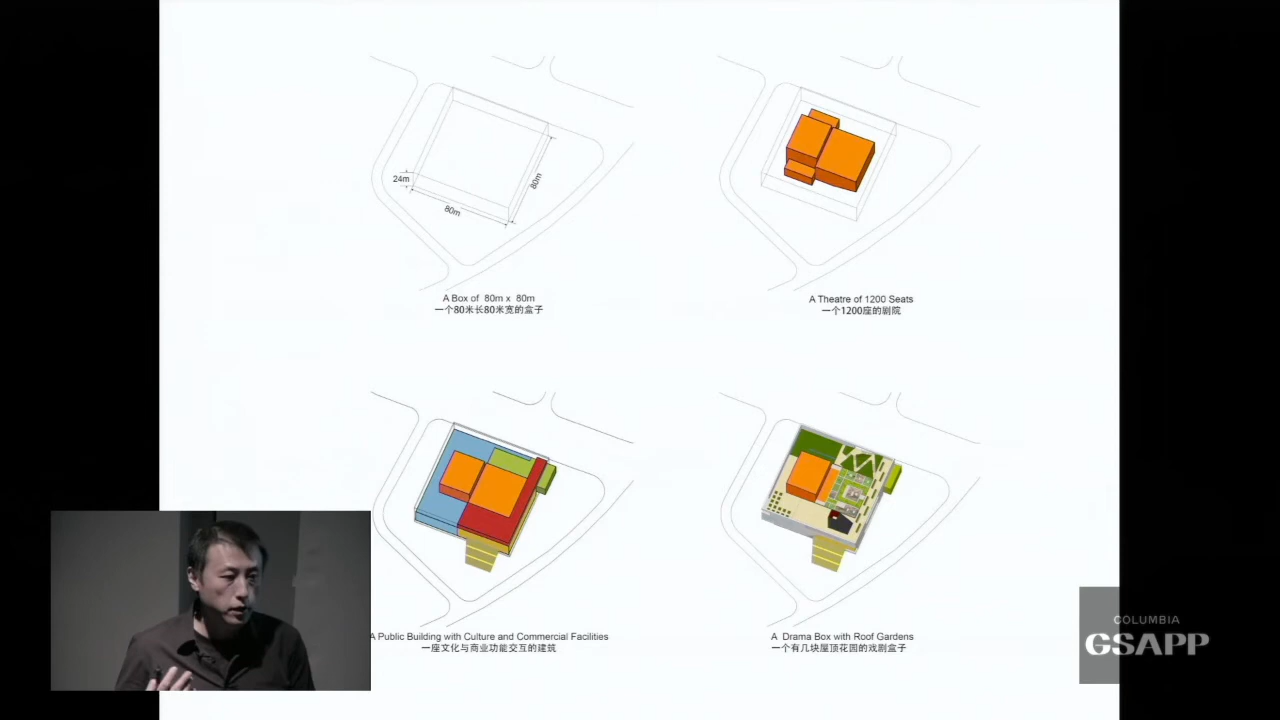 24m
80m
80m
A Box of 80m x 80m
一个80米长80米宽的盒子
A Theatre of 1200 Seats
一个1200座的剧院
A Public Building with Culture and Commercial Facilities
一座文化与商业功能交互的建筑
A Drama Box with Roof Gardens
一个有几块屋顶花园的戏剧盒子
COLUMBIA
GSAPP